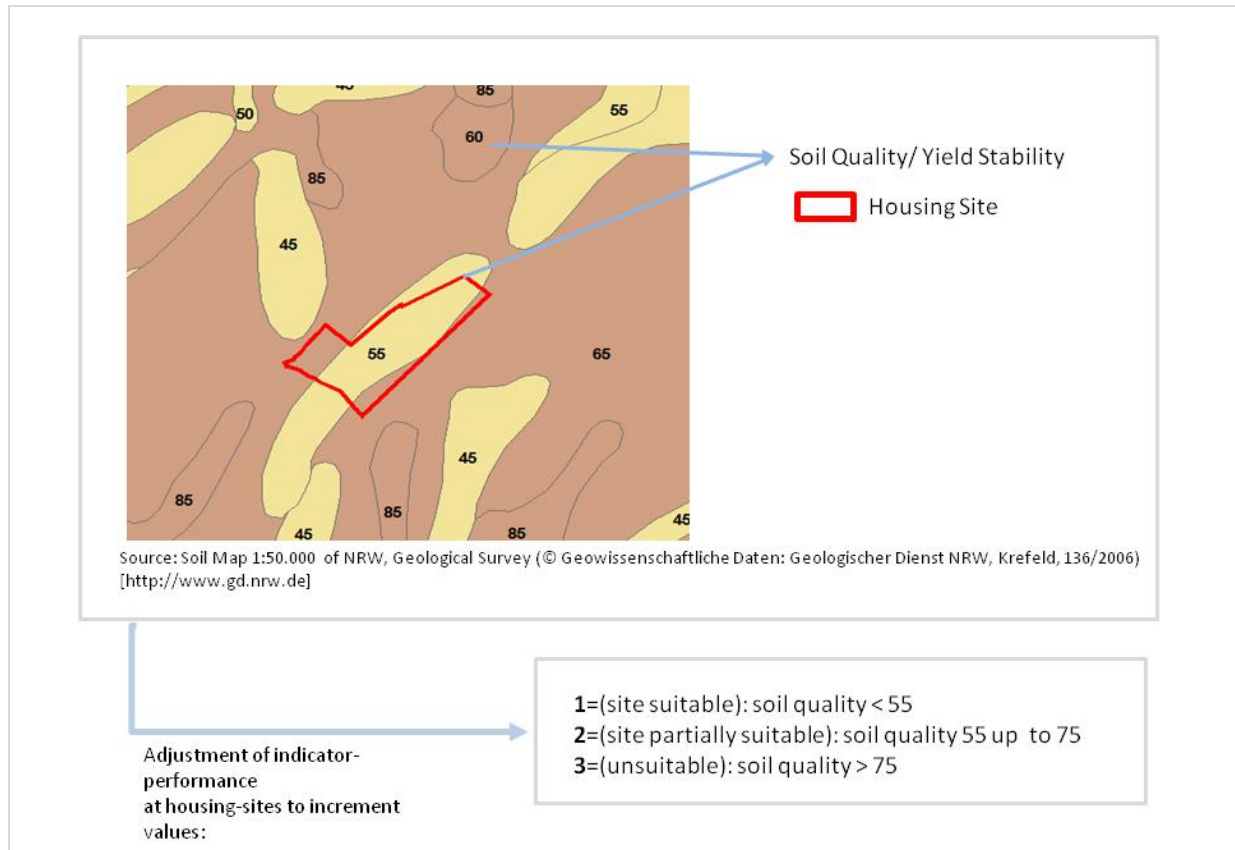 45
85
50
55
60
85
45
55
65
45
85
85
85
45
45
Soil Quality/ Yield Stability
Housing Site
Source: Soil Map 1:50.000 of NRW, Geological Survey (© Geowissenschaftliche Daten: Geologischer Dienst NRW, Krefeld, 136/2006)
[http://www.gd.nrw.de]
Adjustment of indicator-
performance
at housing-sites to increment
values:
1=(site suitable): soil quality < 55
2=(site partially suitable): soil quality 55 up to 75
3=(unsuitable): soil quality > 75